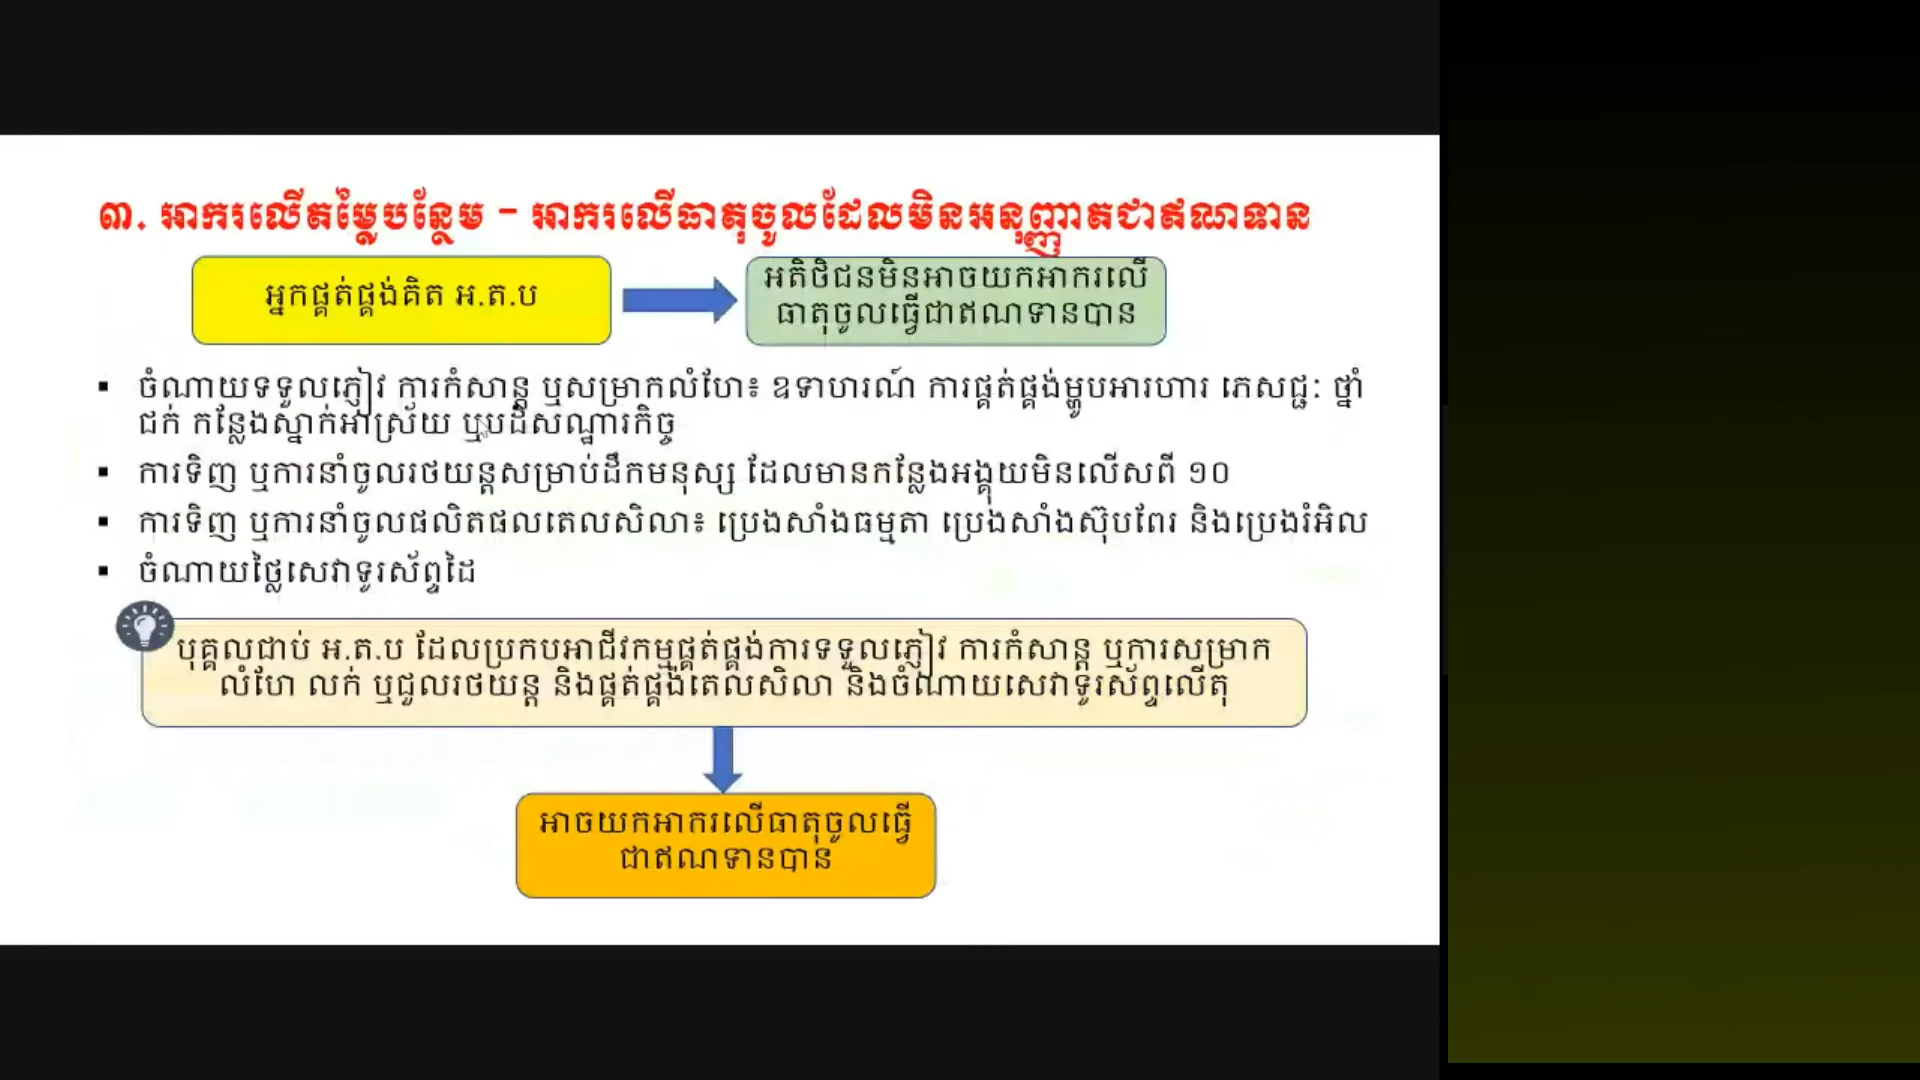 ៣. អាករលើតម្លៃបន្ថែម - អាករលើធាតុចូលដែលមិនអនុញ្ញាតជាឥណទាន
អ្នកផ្គត់ផ្គង់គិត អ.ត.ប
អតិថិជនមិនអាចយកអាករលើ
ធាតុចូលធ្វើជាឥណទានបាន
▪ ចំណាយទទួលភ្ញៀវ ការកំសាន្ត ឬសម្រាកលំហែ៖ ឧទាហរណ៍ ការផ្គត់ផ្គង់ម្ហូបអារហារ ភេសជ្ជៈ ថ្នាំ
ជក់ កន្លែងស្នាក់អាស្រ័យ ឬបដិសណ្ឋារកិច្ច
▪ ការទិញ ឬការនាំចូលរថយន្តសម្រាប់ដឹកមនុស្ស ដែលមានកន្លែងអង្គុយមិនលើសពី ១០
▪ ការទិញ ឬការនាំចូលផលិតផលតេលសិលា៖ ប្រេងសាំងធម្មតា ប្រេងសាំងស៊ុបពែរ និងប្រេងរំអិល
▪ ចំណាយថ្លៃសេវាទូរស័ព្ទដៃ
បុគ្គលជាប់ អ.ត.ប ដែលប្រកបអាជីវកម្មផ្គត់ផ្គង់ការទទួលភ្ញៀវ ការកំសាន្ត ឬការសម្រាក
លំហែ លក់ ឬជួលរថយន្ត និងផ្គត់ផ្គង់តេលសិលា និងចំណាយសេវាទូរស័ព្ទលើតុ
អាចយកអាករលើធាតុចូលធ្វើ
ជាឥណទានបាន